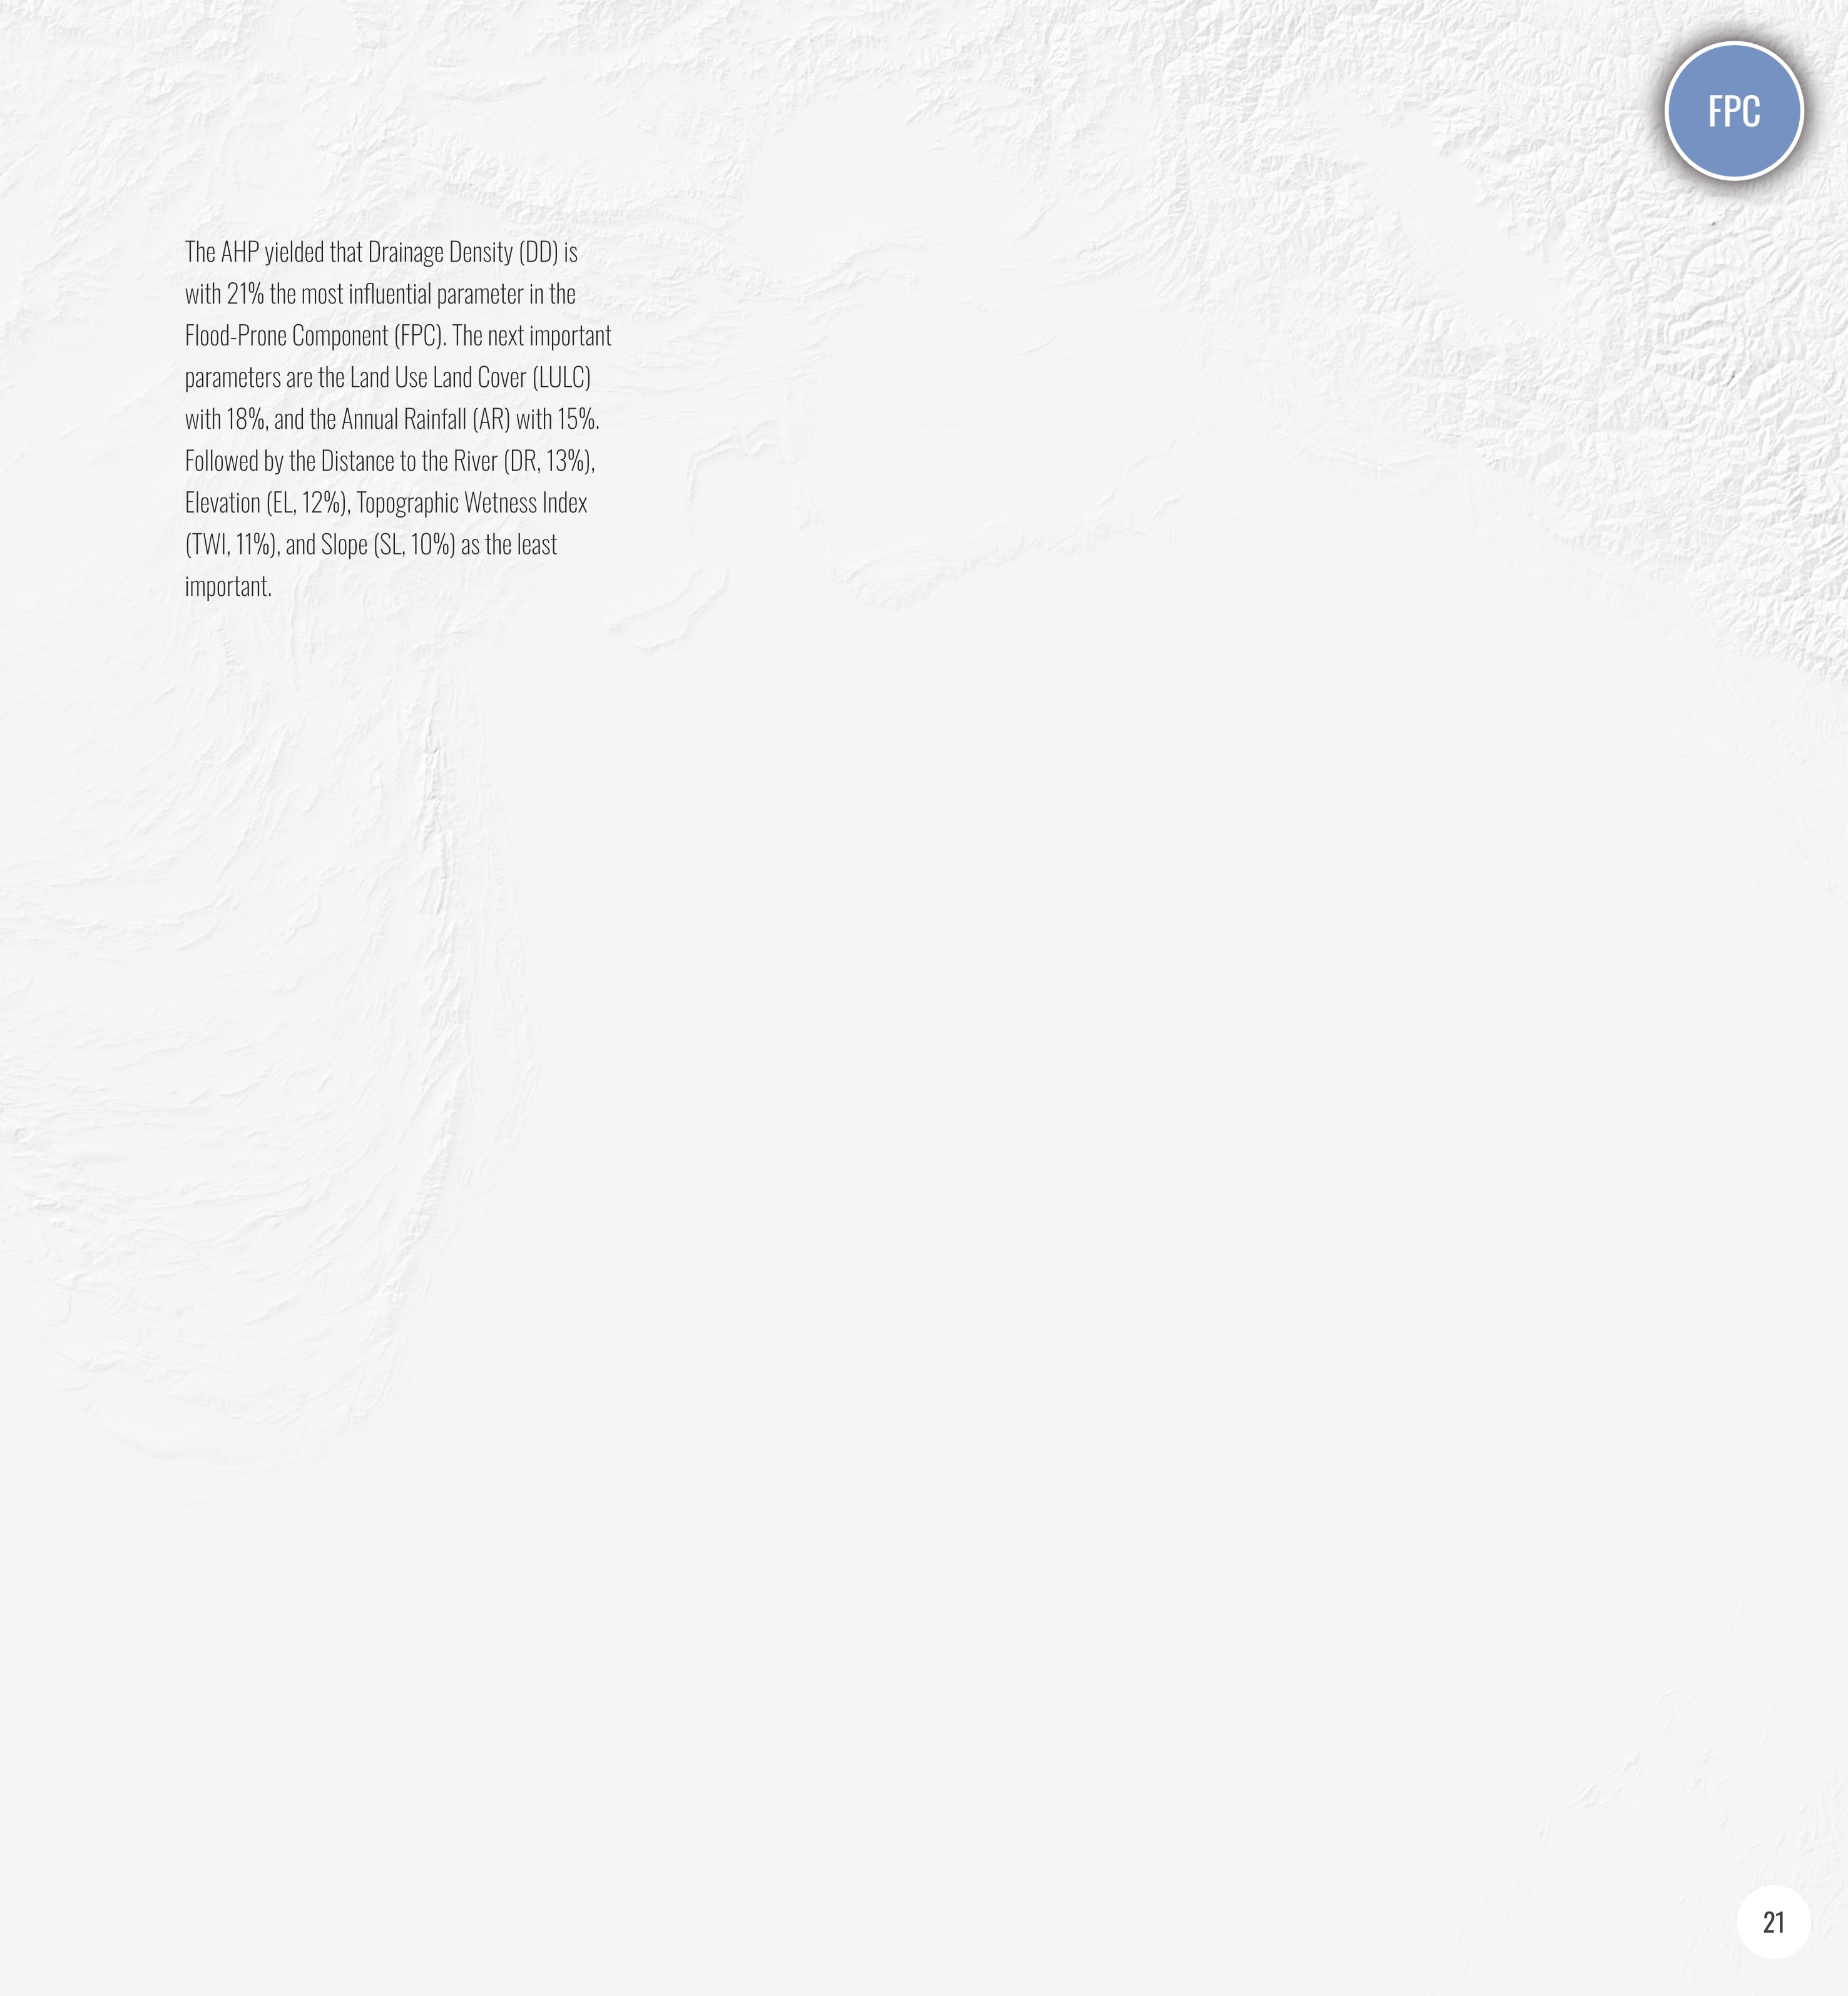 FPC
The AHP yielded that Drainage Density (DD) is
with 21% the most influential parameter in the
Flood-Prone Component (FPC). The next important
parameters are the Land Use Land Cover (LULC)
with 18%, and the Annual Rainfall (AR) with 15%.
Followed by the Distance to the River (DR, 13%),
Elevation (EL, 12%), Topographic Wetness Index
(TWI, 11%), and Slope (SL, 10%) as the least
important.
21